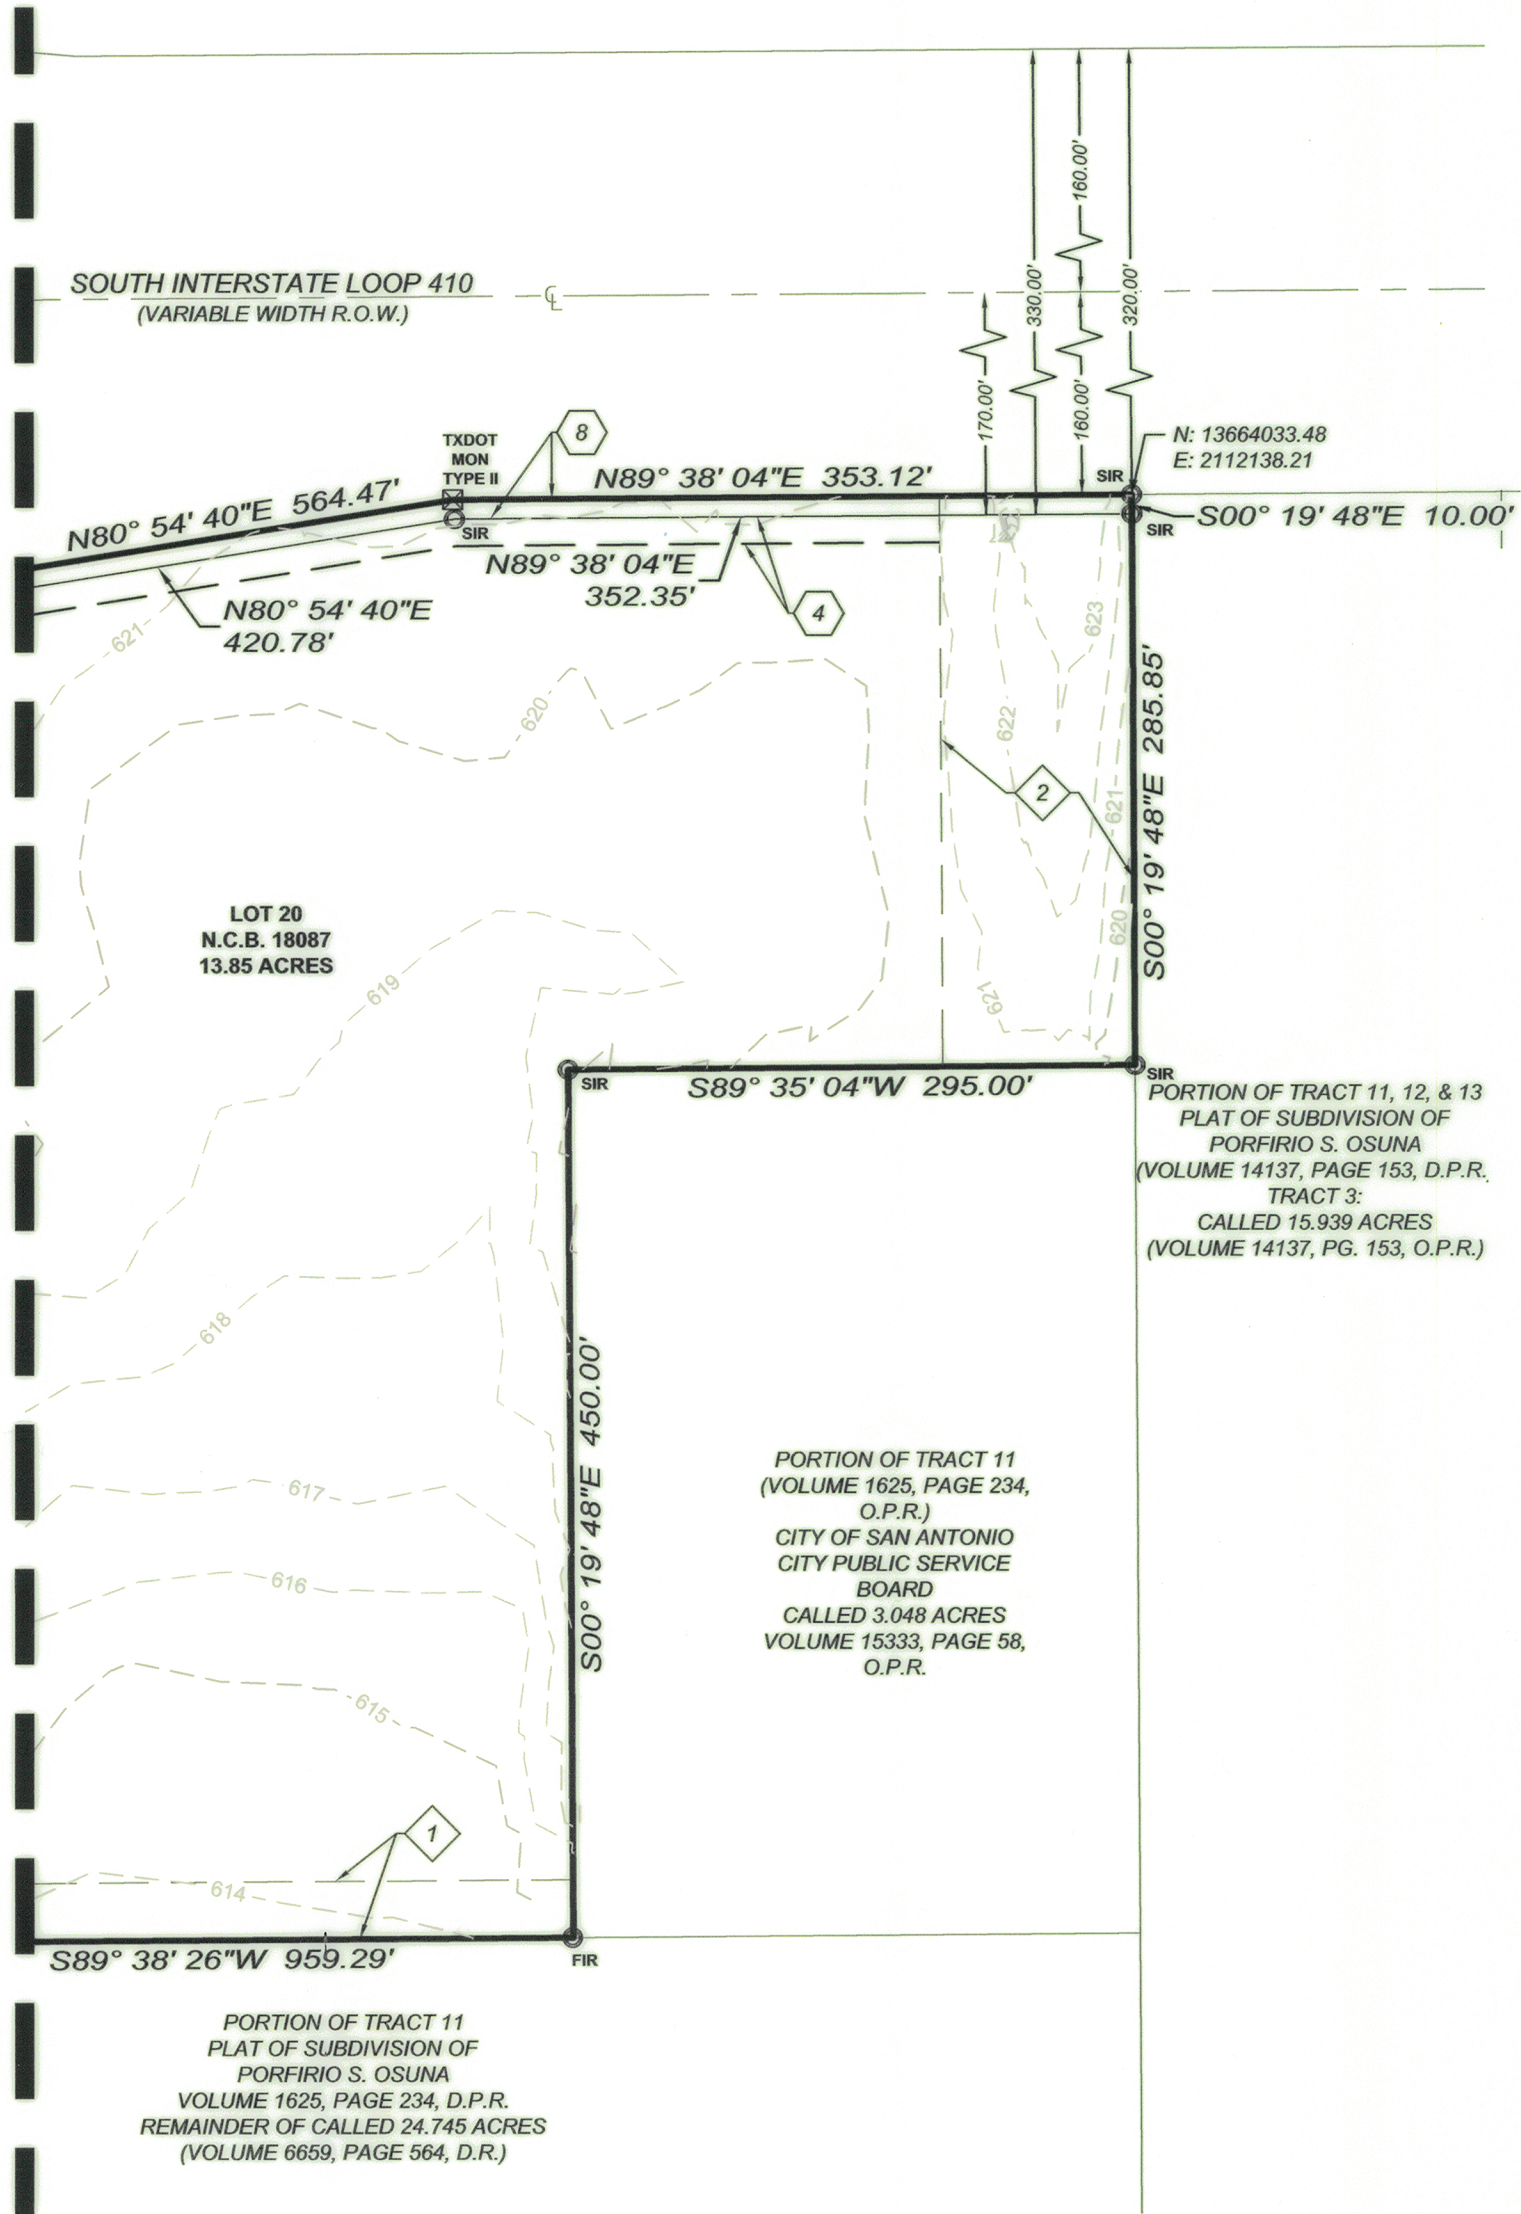 SOUTH INTERSTATE LOOP 410
(VARIABLE WIDTH R.O.W.)
℄
160.00'
330.00'
320.00'
170.00'
160.00'
N: 13664033.48
E: 2112138.21
TXDOT
MON
TYPE II
8
N89° 38' 04"E 353.12'
SIR
N80° 54' 40"E 564.47'
SIR
SIR
S00° 19' 48"E 10.00'
N89° 38' 04"E
352.35'
N80° 54' 40"E
420.78'
4
621
623
620
622
2
621
S00° 19' 48"E 285.85'
LOT 20
N.C.B. 18087
13.85 ACRES
620
619
621
SIR
S89° 35' 04"W 295.00'
SIR
PORTION OF TRACT 11, 12, & 13
PLAT OF SUBDIVISION OF
PORFIRIO S. OSUNA
(VOLUME 14137, PAGE 153, D.P.R.
TRACT 3:
CALLED 15.939 ACRES
(VOLUME 14137, PG. 153, O.P.R.)
618
S00° 19' 48"E 450.00'
617
616
615
PORTION OF TRACT 11
(VOLUME 1625, PAGE 234,
O.P.R.)
CITY OF SAN ANTONIO
CITY PUBLIC SERVICE
BOARD
CALLED 3.048 ACRES
VOLUME 15333, PAGE 58,
O.P.R.
1
614
S89° 38' 26"W 959.29'
FIR
PORTION OF TRACT 11
PLAT OF SUBDIVISION OF
PORFIRIO S. OSUNA
VOLUME 1625, PAGE 234, D.P.R.
REMAINDER OF CALLED 24.745 ACRES
(VOLUME 6659, PAGE 564, D.R.)